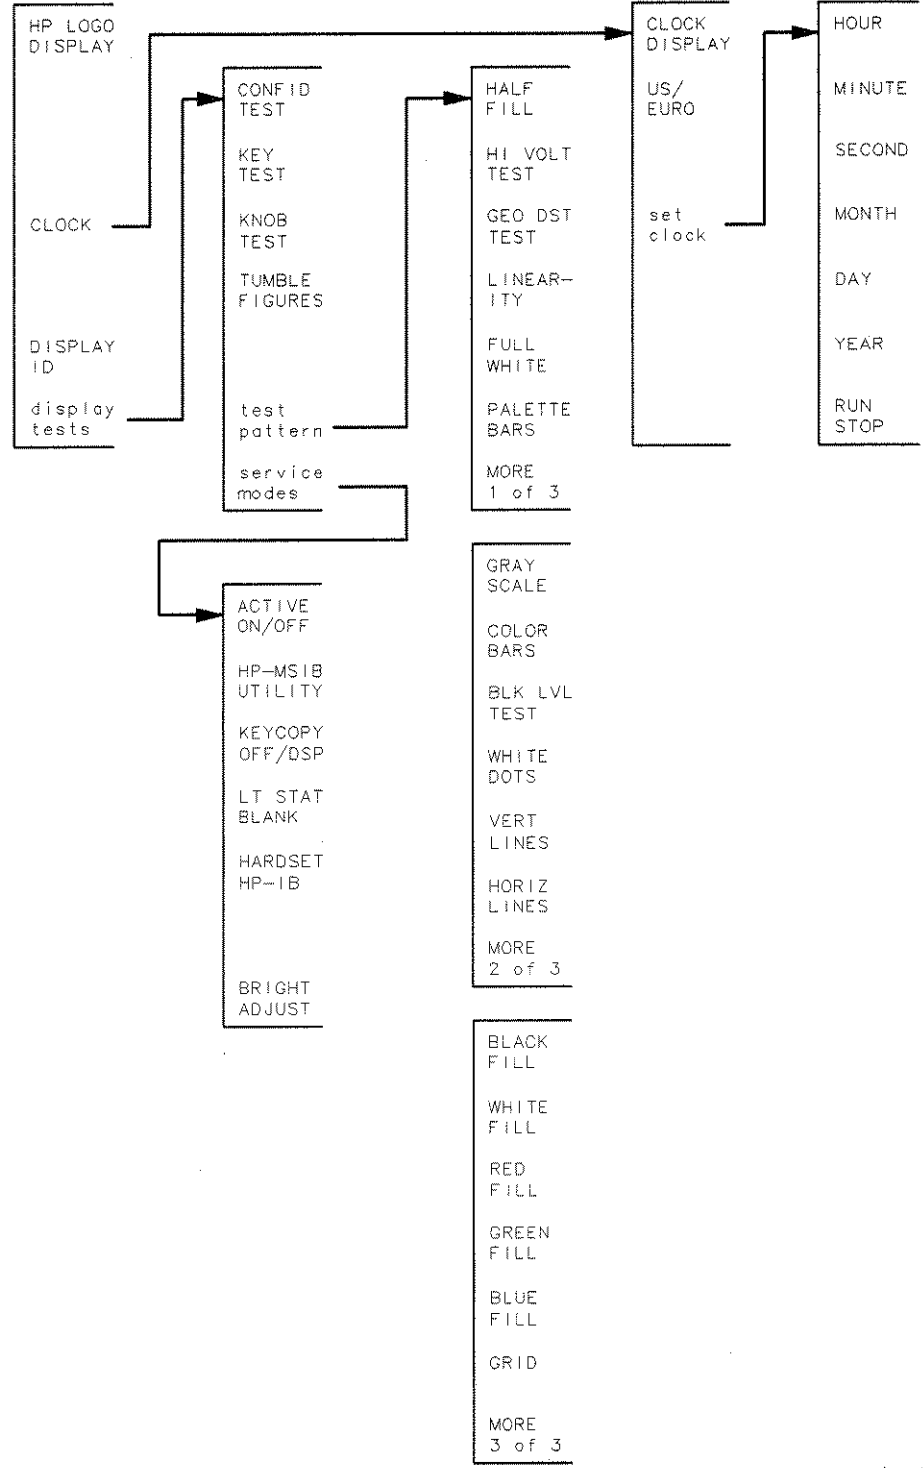 HP LOGO
DISPLAY
CLOCK
DISPLAY
ID
display
tests
CONFID
TEST
KEY
TEST
KNOB
TEST
TUMBLE
FIGURES
test
pattern
service
modes
ACTIVE
ON/OFF
HP-MSIB
UTILITY
KEYCOPY
OFF/DSP
LT STAT
BLANK
HARDSET
HP-IB
BRIGHT
ADJUST
HALF
FILL
HI VOLT
TEST
GEO DST
TEST
LINEAR-
ITY
FULL
WHITE
PALETTE
BARS
MORE
1 of 3
GRAY
SCALE
COLOR
BARS
BLK LVL
TEST
WHITE
DOTS
VERT
LINES
HORIZ
LINES
MORE
2 of 3
BLACK
FILL
WHITE
FILL
RED
FILL
GREEN
FILL
BLUE
FILL
GRID
MORE
3 of 3
CLOCK
DISPLAY
US/
EURO
set
clock
HOUR
MINUTE
SECOND
MONTH
DAY
YEAR
RUN
STOP